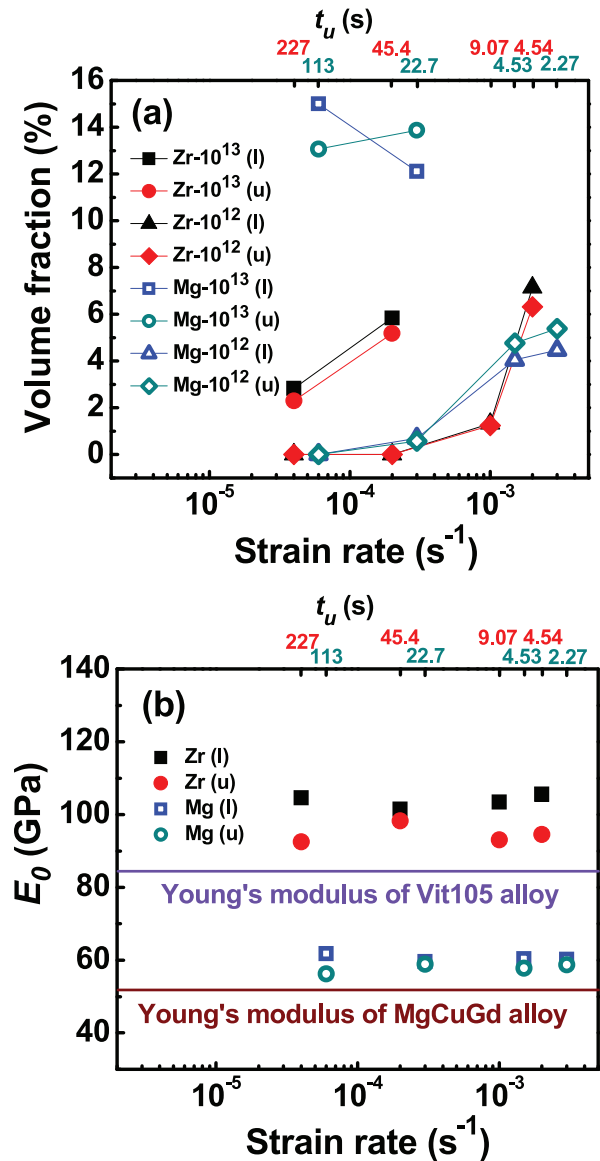 t_u (s)
227 45.4 9.07 4.54
113 22.7 4.53 2.27
16
14
12
10
8
6
4
2
0
Volume fraction (%)
(a)
Zr-10^13 (l)
Zr-10^13 (u)
Zr-10^12 (l)
Zr-10^12 (u)
Mg-10^13 (l)
Mg-10^13 (u)
Mg-10^12 (l)
Mg-10^12 (u)
10^-5 10^-4 10^-3
Strain rate (s^-1)
t_u (s)
227 45.4 9.07 4.54
113 22.7 4.53 2.27
140
120
100
80
60
40
E_0 (GPa)
(b)
Zr (l)
Zr (u)
Mg (l)
Mg (u)
Young's modulus of Vit105 alloy
Young's modulus of MgCuGd alloy
10^-5 10^-4 10^-3
Strain rate (s^-1)